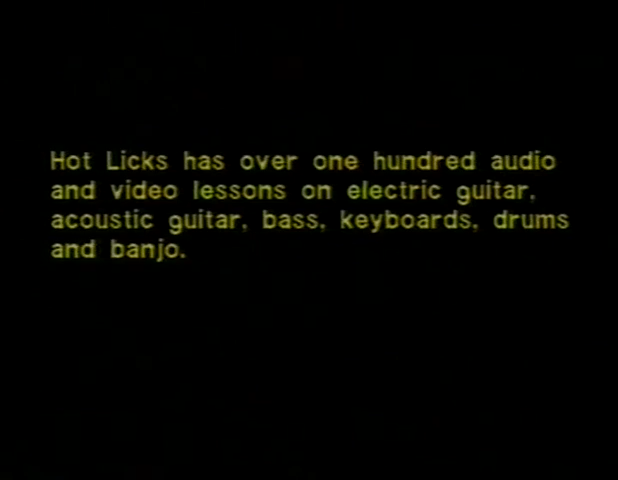 Hot Licks has over one hundred audio
and video lessons on electric guitar,
acoustic guitar, bass, keyboards, drums
and banjo.